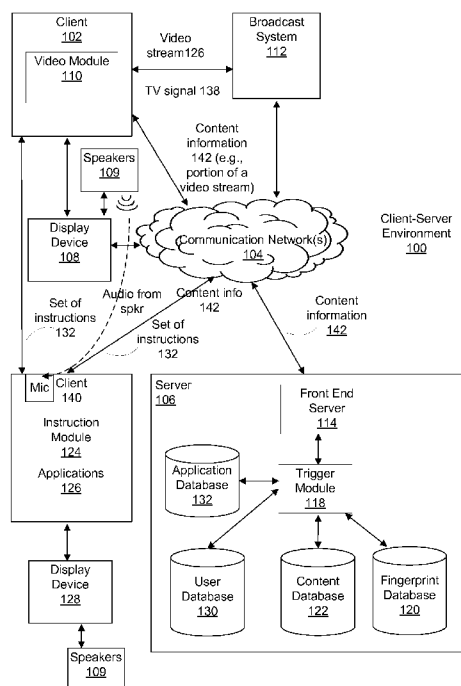 Client
102
Video Module
110
Video
stream126
TV signal 138
Broadcast
System
112
Content
information
142 (e.g.,
portion of a
video stream)
Speakers
109
Display
Device
108
Communication Network(s)
104
Client-Server
Environment
100
Audio from
spkr
Content info
142
Set of
instructions
132
Set of
instructions
132
Content
information
142
Mic
Client
140
Instruction
Module
124
Applications
126
Display
Device
128
Speakers
109
Server
106
Front End
Server
114
Application
Database
132
Trigger
Module
118
User
Database
130
Content
Database
122
Fingerprint
Database
120